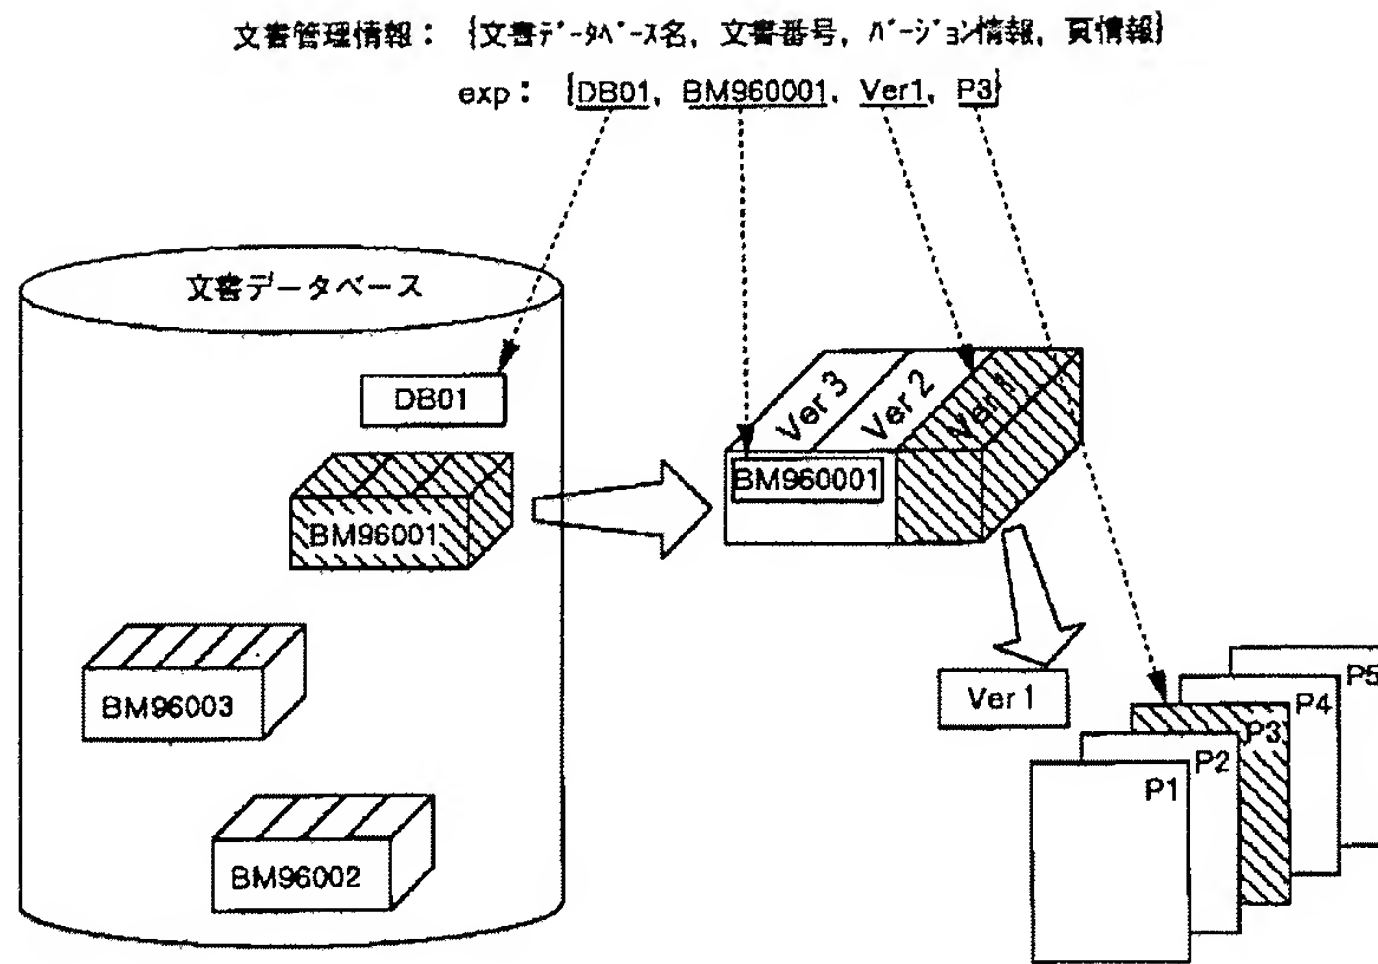 文書管理情報： {文書ﾃﾞｰﾀﾍﾞｰｽ名, 文書番号, ﾊﾞｰｼﾞｮﾝ情報, 頁情報}
exp： {DB01, BM960001, Ver1, P3}
文書データベース
DB01
Ver 3
Ver 2
Ver 1
BM960001
BM96001
BM96003
BM96002
Ver 1
P5
P4
P3
P2
P1